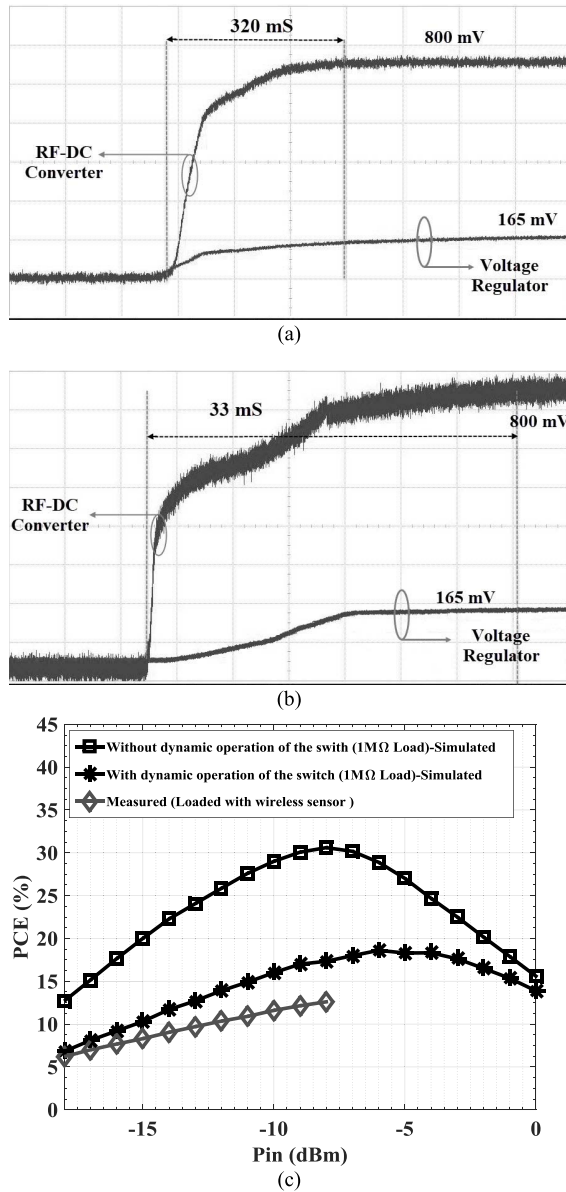 320 mS
800 mV
RF-DC
Converter
165 mV
Voltage
Regulator
(a)
33 mS
800 mV
RF-DC
Converter
165 mV
Voltage
Regulator
(b)
45
40
35
30
25
20
15
10
5
0
PCE (%)
Without dynamic operation of the swith (1MΩ Load)-Simulated
With dynamic operation of the switch (1MΩ Load)-Simulated
Measured (Loaded with wireless sensor )
-15
-10
-5
0
Pin (dBm)
(c)